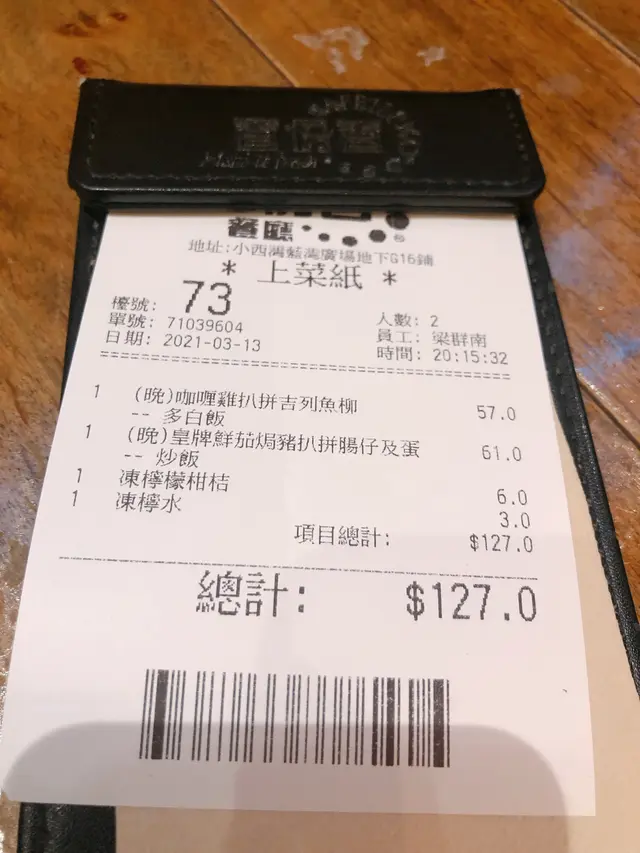 餐廳
地址:小西灣藍灣廣場地下G16鋪
* 上菜紙 *
檯號: 73
人數: 2
單號: 71039604
員工: 梁群南
日期: 2021-03-13
時間: 20:15:32
1 (晚)咖喱雞扒拼吉列魚柳 57.0
-- 多白飯
1 (晚)皇牌鮮茄焗豬扒拼腸仔及蛋 61.0
-- 炒飯
1 凍檸檬柑桔 6.0
1 凍檸水 3.0
項目總計: $127.0
總計: $127.0